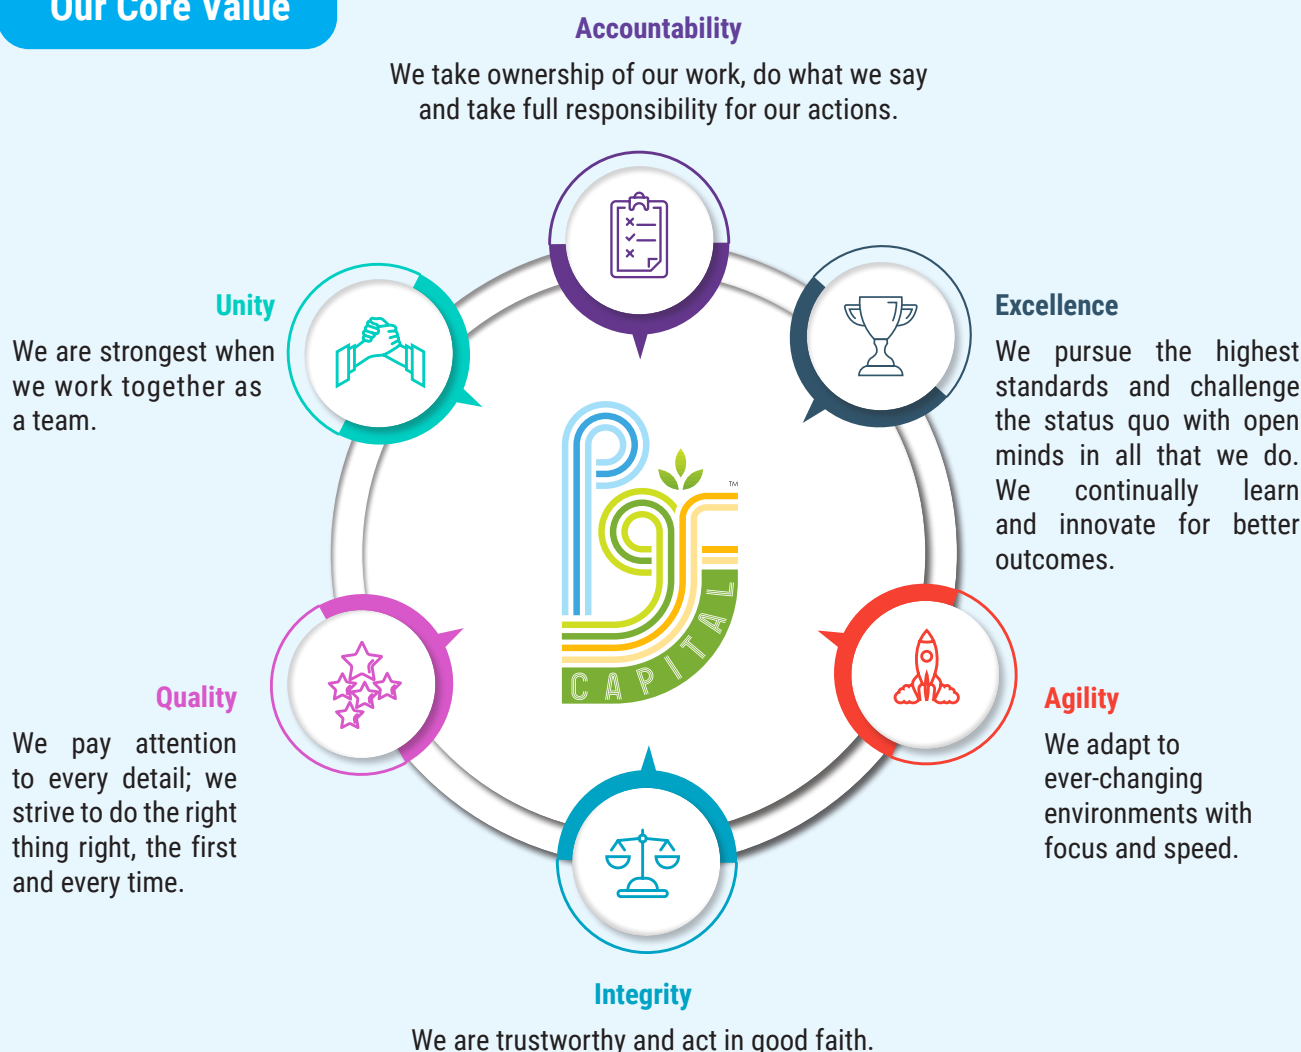 Our Core Value
Accountability
We take ownership of our work, do what we say
and take full responsibility for our actions.
Unity
We are strongest when
we work together as
a team.
Excellence
We pursue the highest
standards and challenge
the status quo with open
minds in all that we do.
We continually learn
and innovate for better
outcomes.
TM
CAPITAL
Quality
We pay attention
to every detail; we
strive to do the right
thing right, the first
and every time.
Agility
We adapt to
ever-changing
environments with
focus and speed.
Integrity
We are trustworthy and act in good faith.